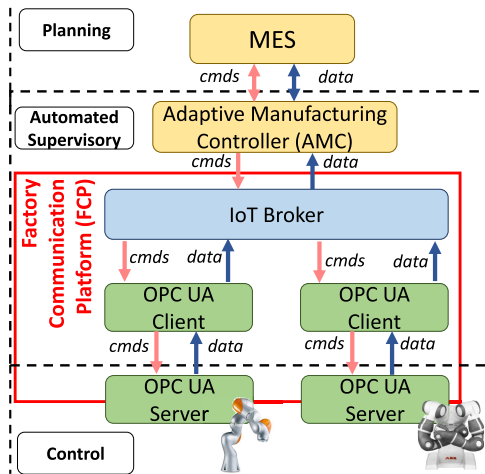 Planning
MES
cmds
data
Automated
Supervisory
Adaptive Manufacturing
Controller (AMC)
cmds
data
Factory
Communication
Platform (FCP)
IoT Broker
cmds
data
cmds
data
OPC UA
Client
OPC UA
Client
cmds
data
cmds
data
OPC UA
Server
OPC UA
Server
Control